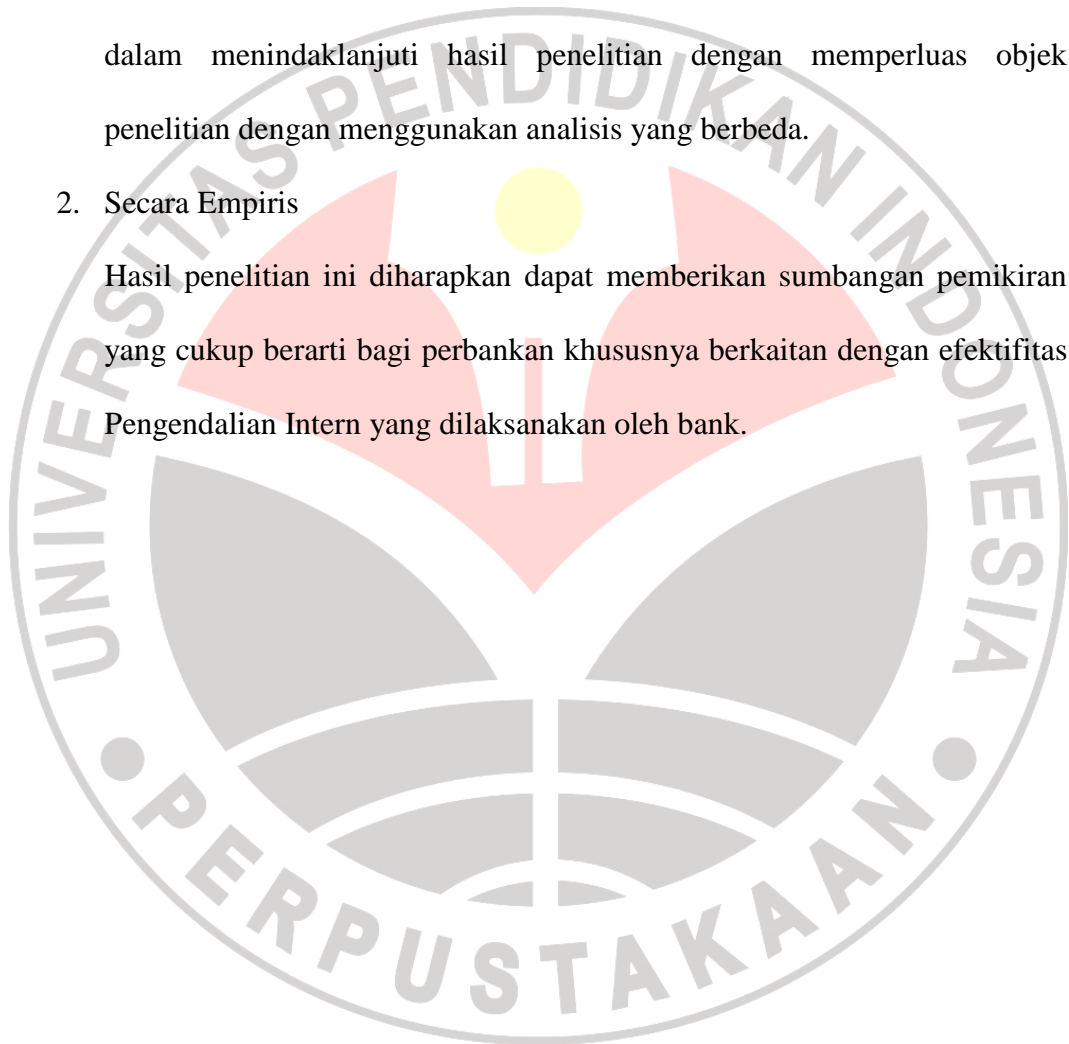 dalam menindaklanjuti hasil penelitian dengan memperluas objek
penelitian dengan menggunakan analisis yang berbeda.
2. Secara Empiris
Hasil penelitian ini diharapkan dapat memberikan sumbangan pemikiran
yang cukup berarti bagi perbankan khususnya berkaitan dengan efektifitas
Pengendalian Intern yang dilaksanakan oleh bank.
UNIVERSITAS PENDIDIKAN INDONESIA
PERPUSTAKAAN